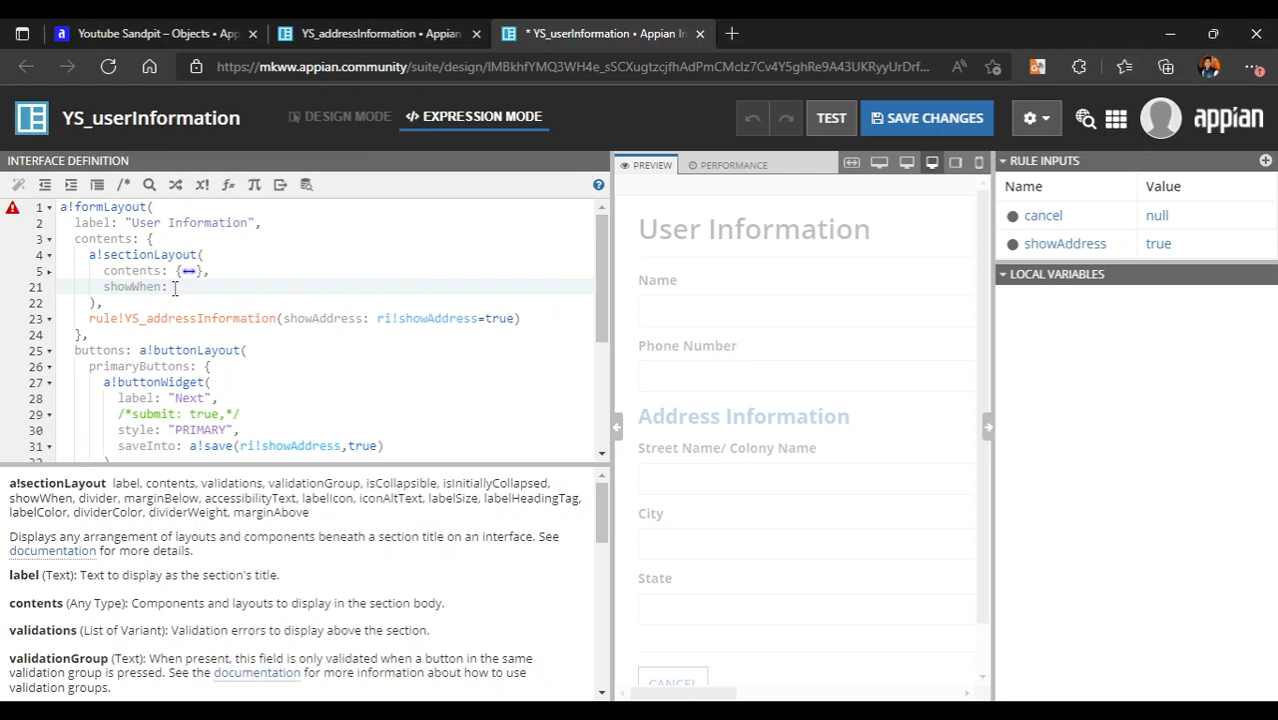 Youtube Sandpit – Objects • App
YS_addressInformation • Appian
* YS_userInformation • Appian In
https://mkww.appian.community/suite/design/
YS_userInformation
DESIGN MODE
</> EXPRESSION MODE
TEST
SAVE CHANGES
appian
INTERFACE DEFINITION
PREVIEW
PERFORMANCE
RULE INPUTS
Name Value
cancel null
showAddress true
LOCAL VARIABLES
1 a!formLayout(
2 label: "User Information",
3 contents: {
4 a!sectionLayout(
5 contents: {↔},
21 showWhen:
22 ),
23 rule!YS_addressInformation(showAddress: ri!showAddress=true)
24 },
25 buttons: a!buttonLayout(
26 primaryButtons: {
27 a!buttonWidget(
28 label: "Next",
29 /*submit: true,*/
30 style: "PRIMARY",
31 saveInto: a!save(ri!showAddress,true)
User Information
Name
Phone Number
Address Information
Street Name/ Colony Name
City
State
CANCEL
a!sectionLayout label, contents, validations, validationGroup, isCollapsible, isInitiallyCollapsed,
showWhen, divider, marginBelow, accessibilityText, labelIcon, iconAltText, labelSize, labelHeadingTag,
labelColor, dividerColor, dividerWeight, marginAbove
Displays any arrangement of layouts and components beneath a section title on an interface. See
documentation for more details.
label (Text): Text to display as the section's title.
contents (Any Type): Components and layouts to display in the section body.
validations (List of Variant): Validation errors to display above the section.
validationGroup (Text): When present, this field is only validated when a button in the same
validation group is pressed. See the documentation for more information about how to use
validation groups.